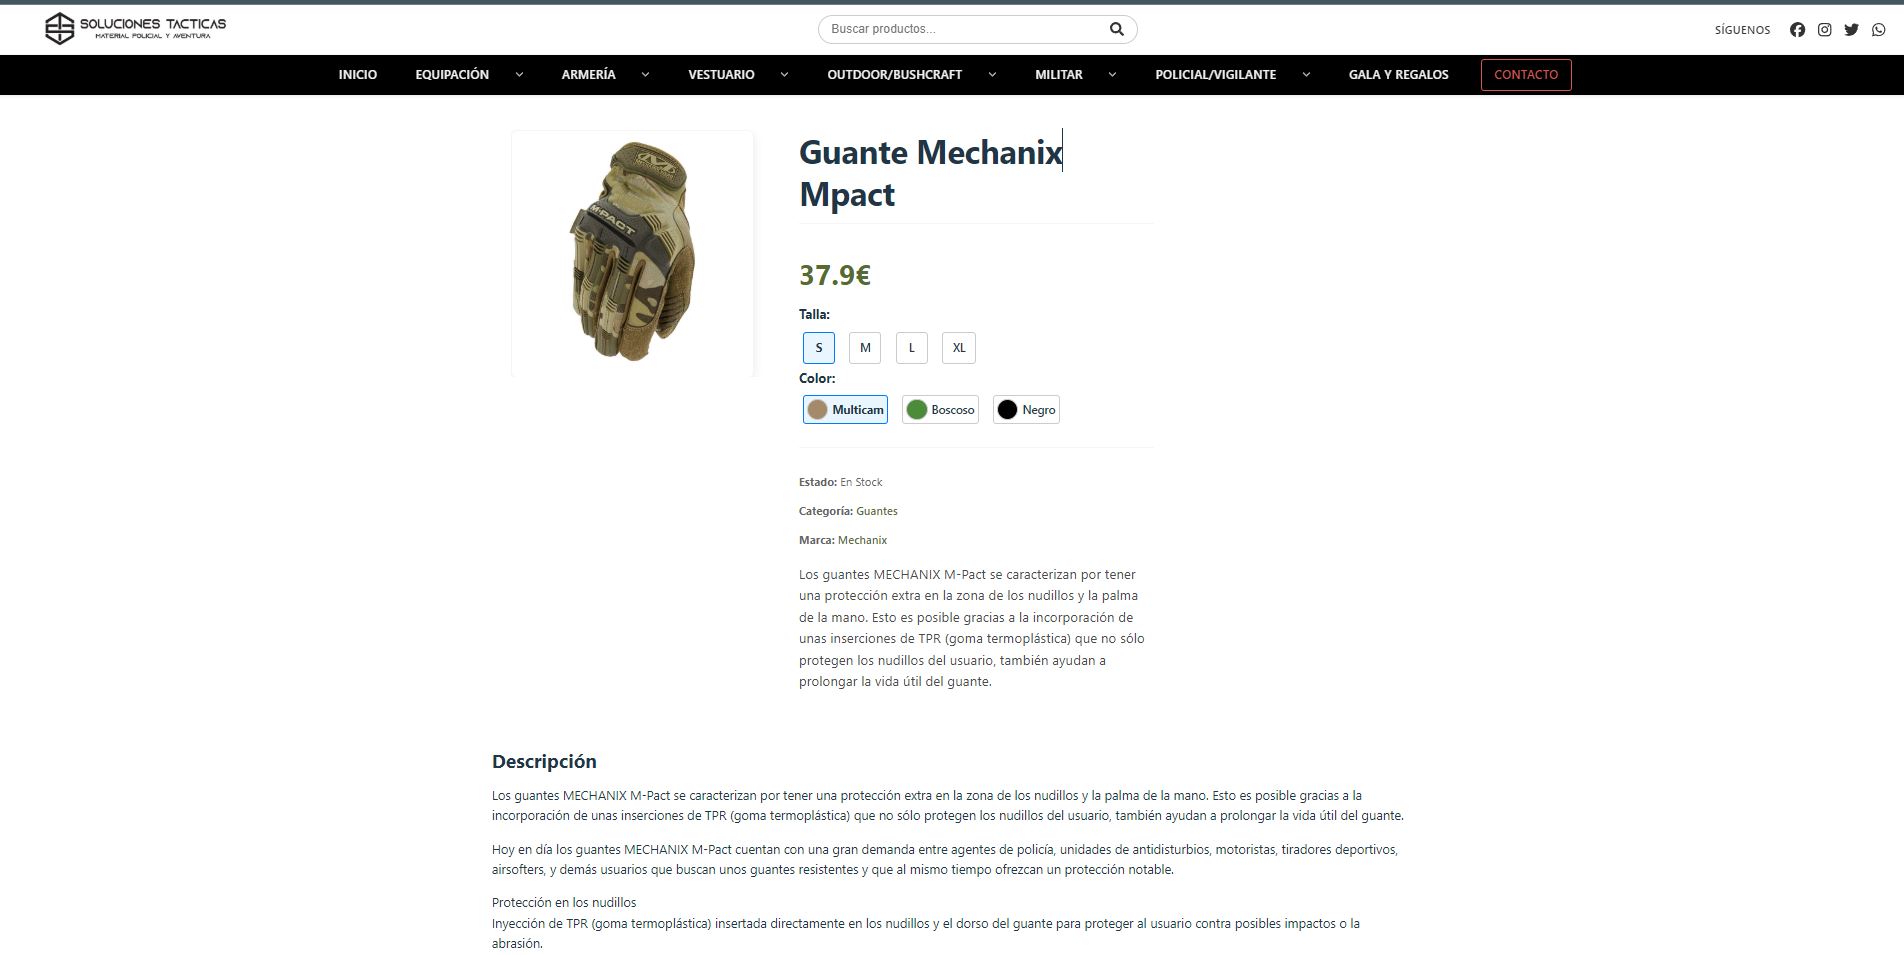 SOLUCIONES TACTICAS
MATERIAL POLICIAL Y AVENTURA
Buscar productos...
SÍGUENOS
INICIO
EQUIPACIÓN
ARMERÍA
VESTUARIO
OUTDOOR/BUSHCRAFT
MILITAR
POLICIAL/VIGILANTE
GALA Y REGALOS
CONTACTO
M-PACT
Guante Mechanix
Mpact
37.9€
Talla:
S
M
L
XL
Color:
Multicam
Boscoso
Negro
Estado: En Stock
Categoría: Guantes
Marca: Mechanix
Los guantes MECHANIX M-Pact se caracterizan por tener
una protección extra en la zona de los nudillos y la palma
de la mano. Esto es posible gracias a la incorporación de
unas inserciones de TPR (goma termoplástica) que no sólo
protegen los nudillos del usuario, también ayudan a
prolongar la vida útil del guante.
Descripción
Los guantes MECHANIX M-Pact se caracterizan por tener una protección extra en la zona de los nudillos y la palma de la mano. Esto es posible gracias a la
incorporación de unas inserciones de TPR (goma termoplástica) que no sólo protegen los nudillos del usuario, también ayudan a prolongar la vida útil del guante.
Hoy en día los guantes MECHANIX M-Pact cuentan con una gran demanda entre agentes de policía, unidades de antidisturbios, motoristas, tiradores deportivos,
airsofters, y demás usuarios que buscan unos guantes resistentes y que al mismo tiempo ofrezcan un protección notable.
Protección en los nudillos
Inyección de TPR (goma termoplástica) insertada directamente en los nudillos y el dorso del guante para proteger al usuario contra posibles impactos o la
abrasión.